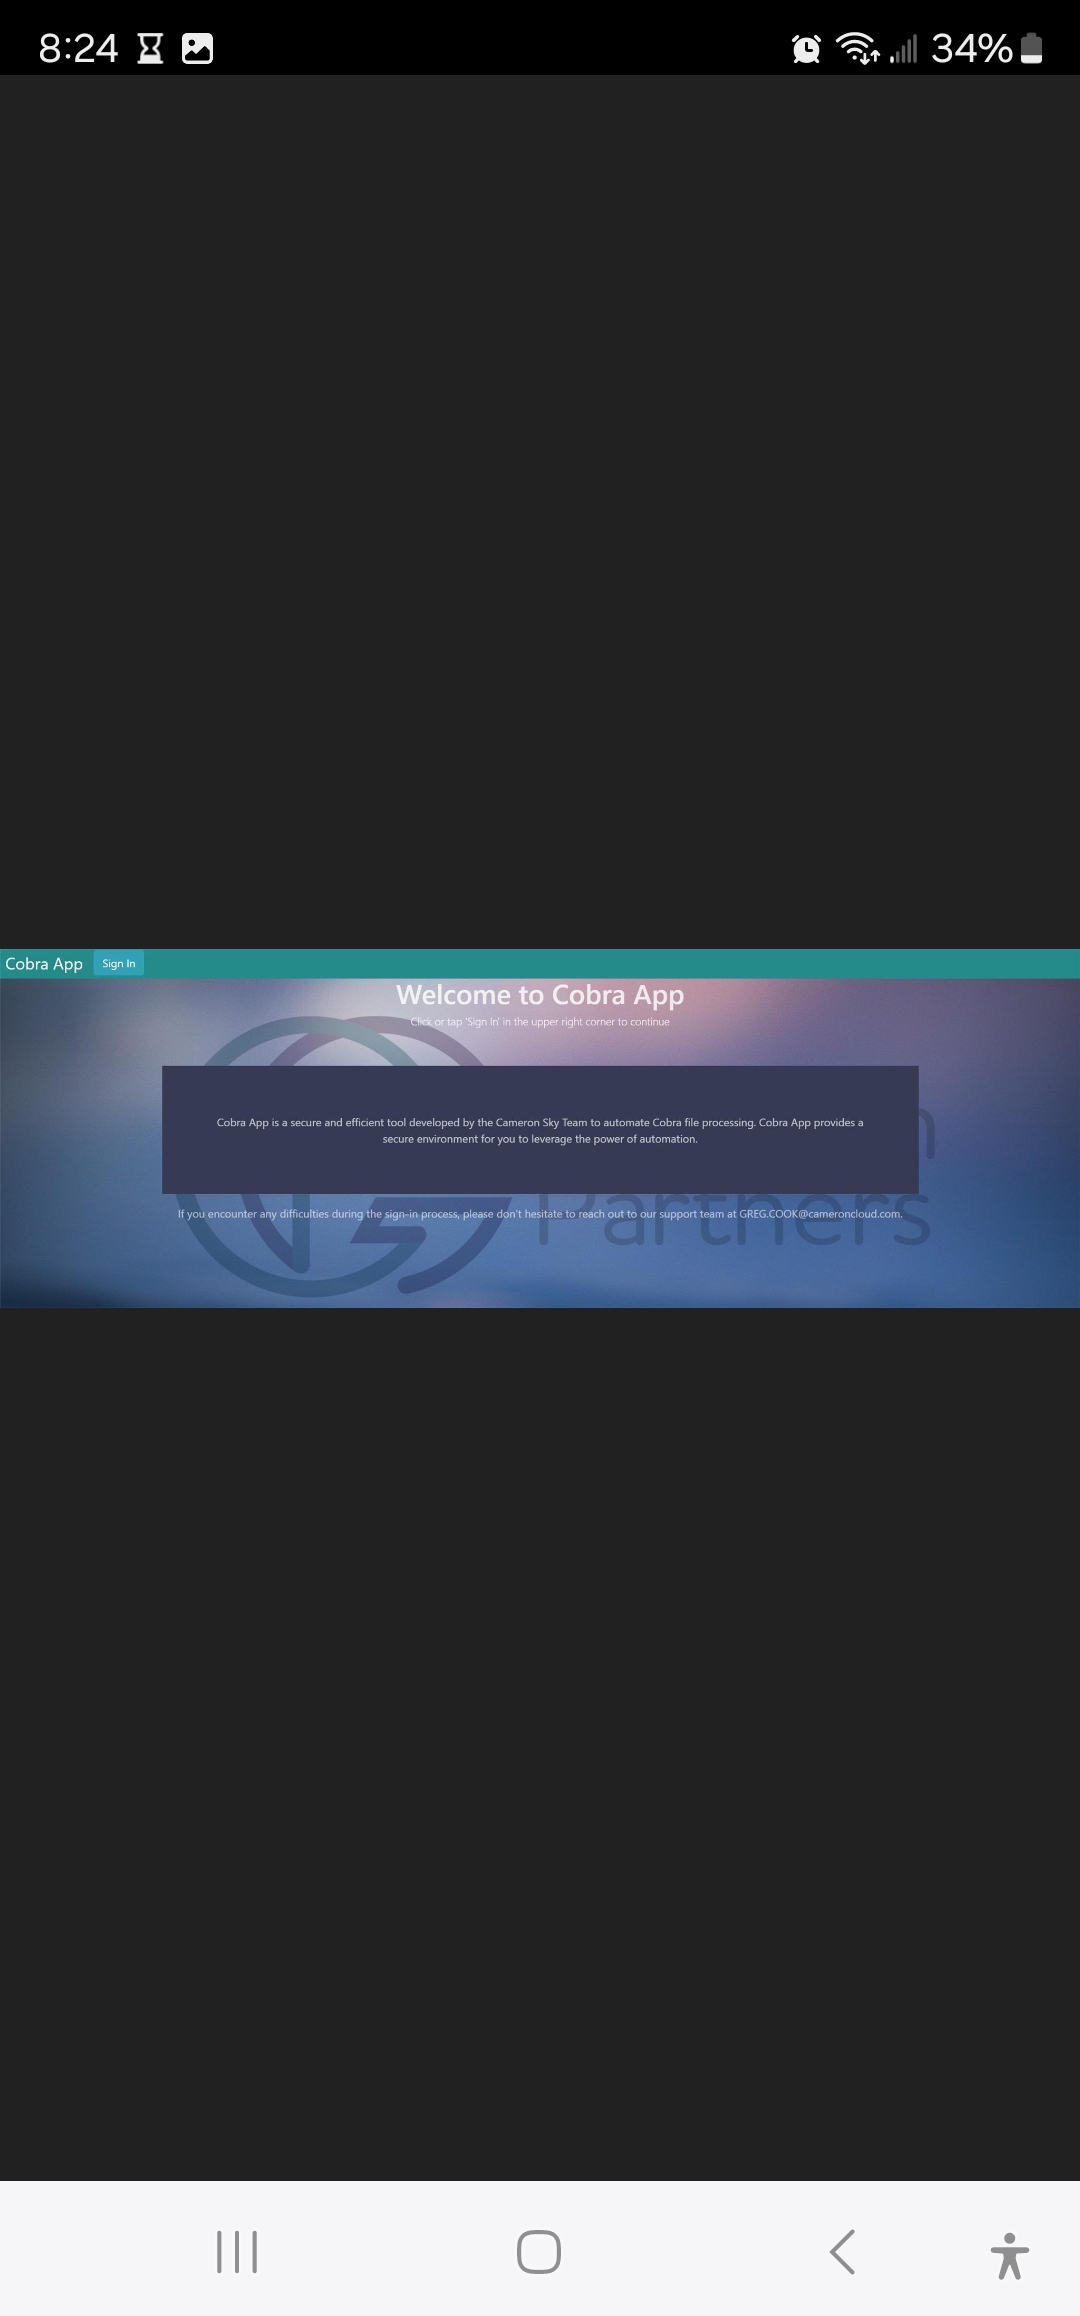 8:24
34%
Cobra App
Sign In
Welcome to Cobra App
Click or tap 'Sign In' in the upper right corner to continue
Cobra App is a secure and efficient tool developed by the Cameron Sky Team to automate Cobra file processing. Cobra App provides a
secure environment for you to leverage the power of automation.
Partners
If you encounter any difficulties during the sign-in process, please don't hesitate to reach out to our support team at GREG.COOK@cameroncloud.com.